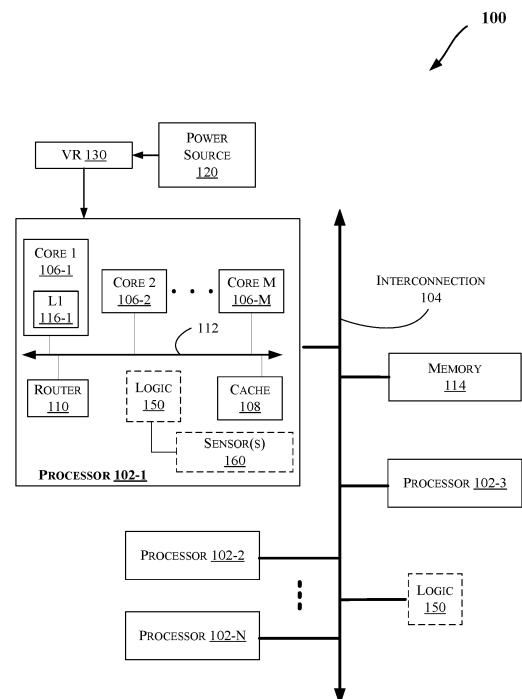 100
POWER
SOURCE
120
VR 130
CORE 1
106-1
L1
116-1
CORE 2
106-2
CORE M
106-M
INTERCONNECTION
104
112
ROUTER
110
LOGIC
150
CACHE
108
SENSOR(S)
160
PROCESSOR 102-1
MEMORY
114
PROCESSOR 102-3
PROCESSOR 102-2
LOGIC
150
PROCESSOR 102-N